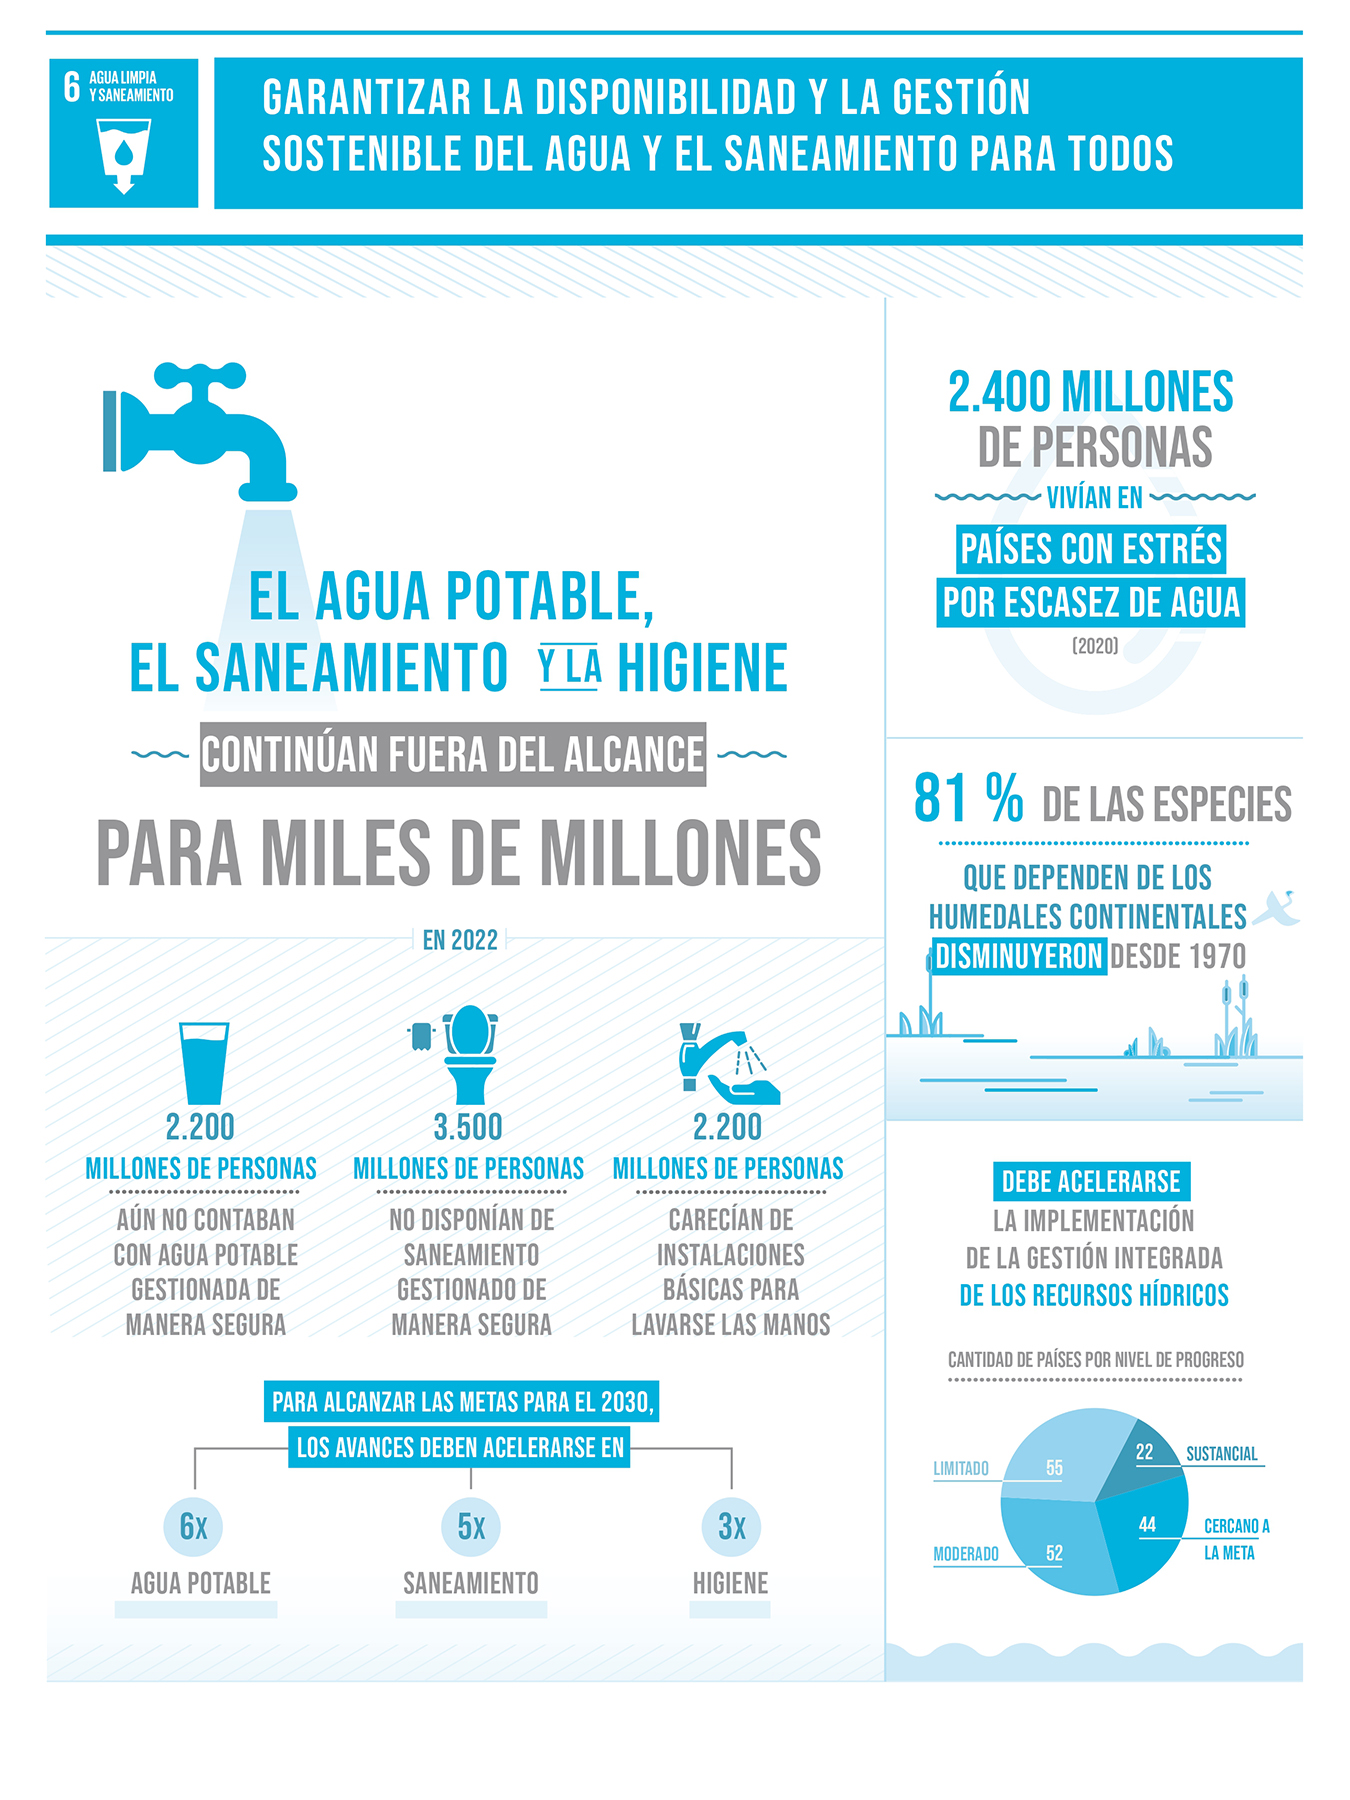 6 AGUA LIMPIA
Y SANEAMIENTO
GARANTIZAR LA DISPONIBILIDAD Y LA GESTIÓN
SOSTENIBLE DEL AGUA Y EL SANEAMIENTO PARA TODOS
EL AGUA POTABLE,
EL SANEAMIENTO Y LA HIGIENE
CONTINÚAN FUERA DEL ALCANCE
PARA MILES DE MILLONES
EN 2022
2.200
MILLONES DE PERSONAS
AÚN NO CONTABAN
CON AGUA POTABLE
GESTIONADA DE
MANERA SEGURA
3.500
MILLONES DE PERSONAS
NO DISPONÍAN DE
SANEAMIENTO
GESTIONADO DE
MANERA SEGURA
2.200
MILLONES DE PERSONAS
CARECÍAN DE
INSTALACIONES
BÁSICAS PARA
LAVARSE LAS MANOS
PARA ALCANZAR LAS METAS PARA EL 2030,
LOS AVANCES DEBEN ACELERARSE EN
6X
AGUA POTABLE
5X
SANEAMIENTO
3X
HIGIENE
2.400 MILLONES
DE PERSONAS
VIVÍAN EN
PAÍSES CON ESTRÉS
POR ESCASEZ DE AGUA
(2020)
81 % DE LAS ESPECIES
QUE DEPENDEN DE LOS
HUMEDALES CONTINENTALES
DISMINUYERON DESDE 1970
DEBE ACELERARSE
LA IMPLEMENTACIÓN
DE LA GESTIÓN INTEGRADA
DE LOS RECURSOS HÍDRICOS
CANTIDAD DE PAÍSES POR NIVEL DE PROGRESO
LIMITADO 55
22 SUSTANCIAL
44 CERCANO A
LA META
MODERADO 52